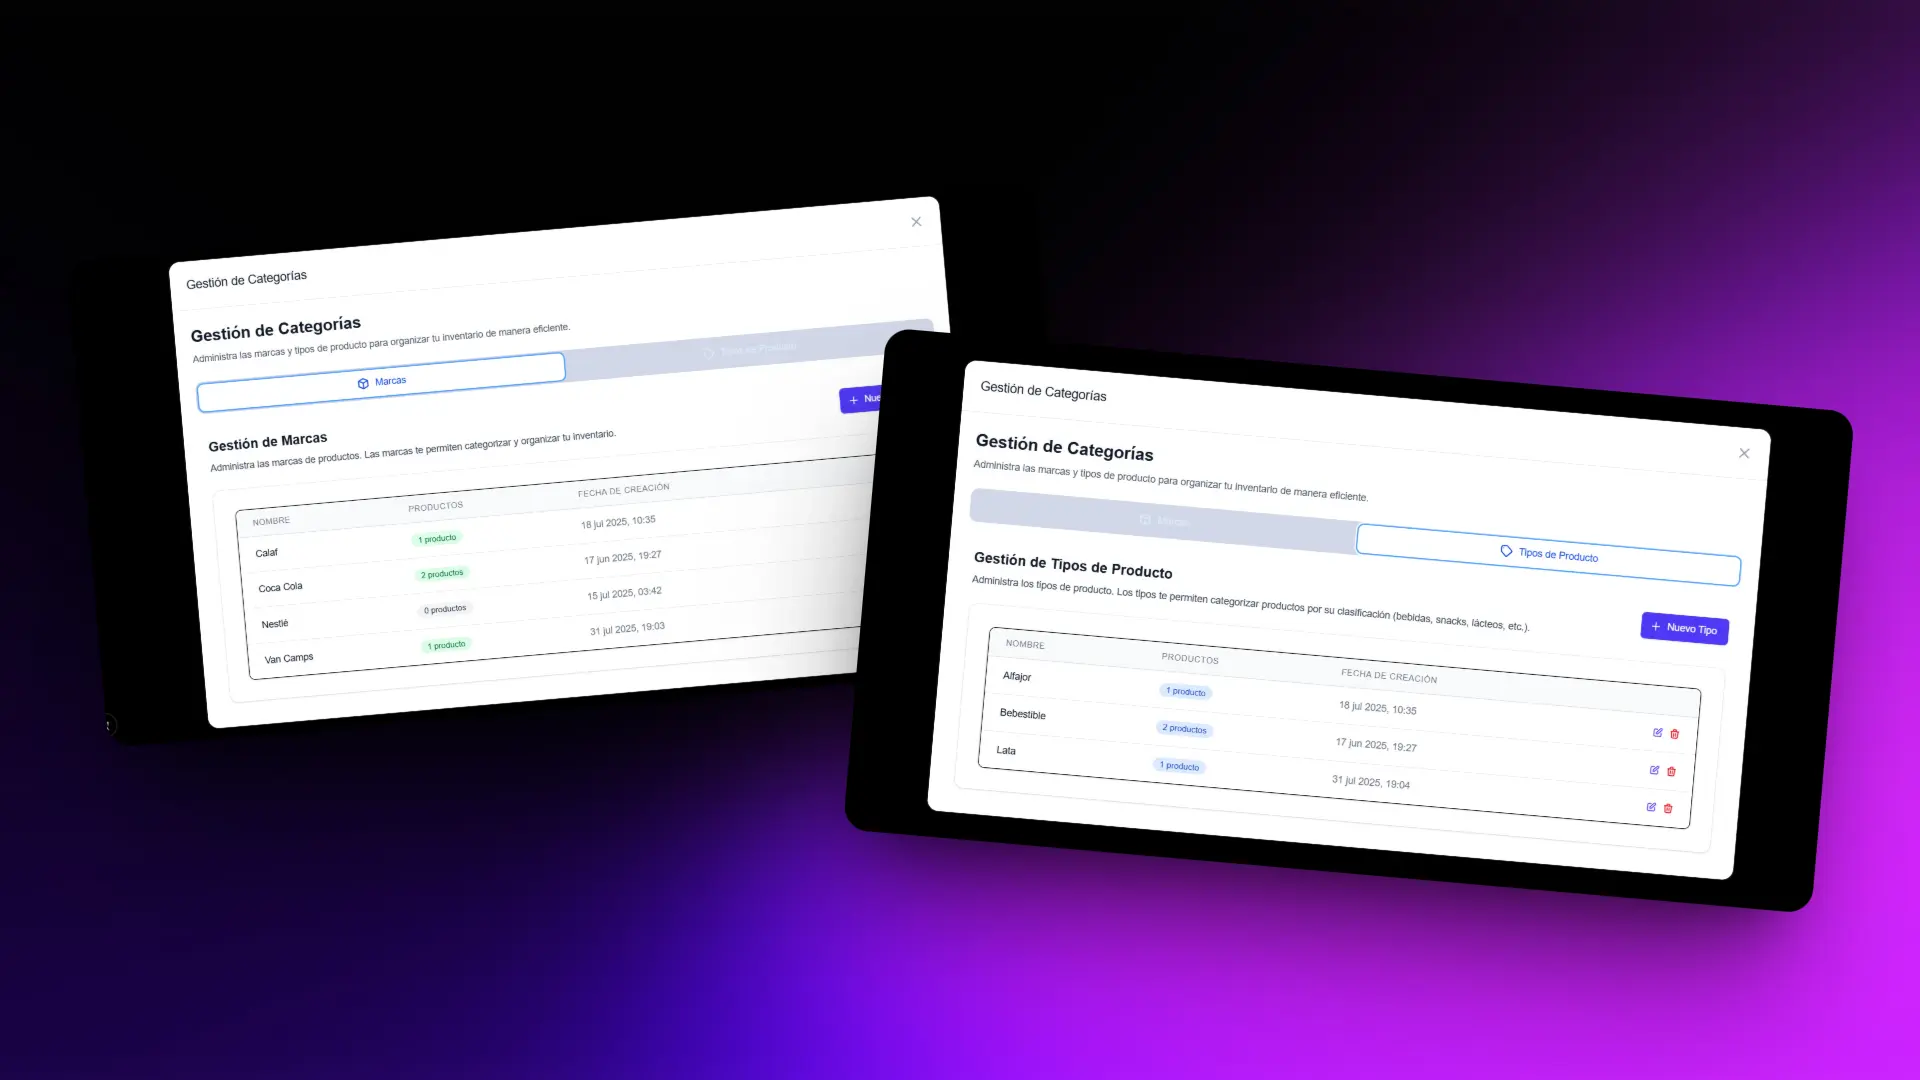 Gestión de Categorías
Gestión de Categorías
Administra las marcas y tipos de producto para organizar tu inventario de manera eficiente.
Marcas
Tipos de Producto
Gestión de Marcas
Administra las marcas de productos. Las marcas te permiten categorizar y organizar tu inventario.
NOMBRE PRODUCTOS FECHA DE CREACIÓN
Calaf 1 producto 18 jul 2025, 10:35
Coca Cola 2 productos 17 jun 2025, 19:27
Nestlé 0 productos 15 jul 2025, 03:42
Van Camps 1 producto 31 jul 2025, 19:03
Gestión de Categorías
Gestión de Categorías
Administra las marcas y tipos de producto para organizar tu inventario de manera eficiente.
Marcas
Tipos de Producto
Gestión de Tipos de Producto
Administra los tipos de producto. Los tipos te permiten categorizar productos por su clasificación (bebidas, snacks, lácteos, etc.).
+ Nuevo Tipo
NOMBRE PRODUCTOS FECHA DE CREACIÓN
Alfajor 1 producto 18 jul 2025, 10:35
Bebestible 2 productos 17 jun 2025, 19:27
Lata 1 producto 31 jul 2025, 19:04